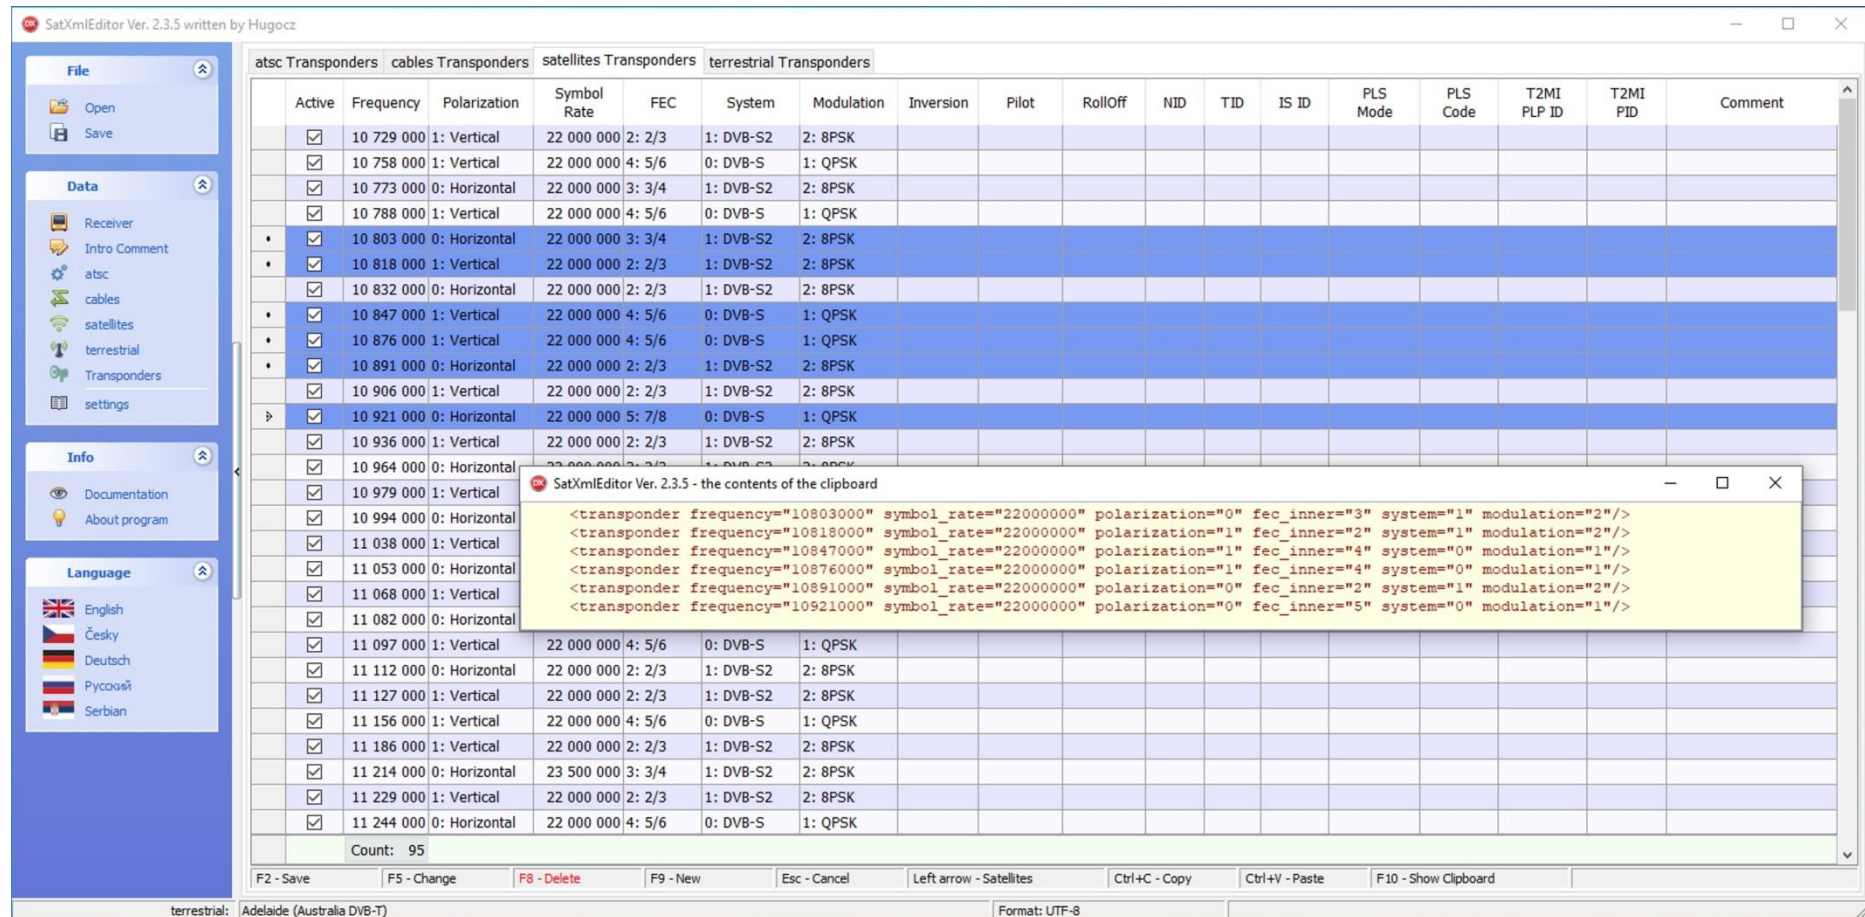 SatXmlEditor Ver. 2.3.5 written by Hugocz
File
Open
Save
Data
Receiver
Intro Comment
atsc
cables
satellites
terrestrial
Transponders
settings
Info
Documentation
About program
Language
English
Česky
Deutsch
Русский
Serbian
atsc Transponders cables Transponders satellites Transponders terrestrial Transponders
Active Frequency Polarization Symbol Rate FEC System Modulation Inversion Pilot RollOff NID TID IS ID PLS Mode PLS Code T2MI PLP ID T2MI PID Comment
10 729 000 1: Vertical 22 000 000 2: 2/3 1: DVB-S2 2: 8PSK
10 758 000 1: Vertical 22 000 000 4: 5/6 0: DVB-S 1: QPSK
10 773 000 0: Horizontal 22 000 000 3: 3/4 1: DVB-S2 2: 8PSK
10 788 000 1: Vertical 22 000 000 4: 5/6 0: DVB-S 1: QPSK
10 803 000 0: Horizontal 22 000 000 3: 3/4 1: DVB-S2 2: 8PSK
10 818 000 1: Vertical 22 000 000 2: 2/3 1: DVB-S2 2: 8PSK
10 832 000 0: Horizontal 22 000 000 2: 2/3 1: DVB-S2 2: 8PSK
10 847 000 1: Vertical 22 000 000 4: 5/6 0: DVB-S 1: QPSK
10 876 000 1: Vertical 22 000 000 4: 5/6 0: DVB-S 1: QPSK
10 891 000 0: Horizontal 22 000 000 2: 2/3 1: DVB-S2 2: 8PSK
10 906 000 1: Vertical 22 000 000 2: 2/3 1: DVB-S2 2: 8PSK
10 921 000 0: Horizontal 22 000 000 5: 7/8 0: DVB-S 1: QPSK
10 936 000 1: Vertical 22 000 000 2: 2/3 1: DVB-S2 2: 8PSK
10 964 000 0: Horizontal
10 979 000 1: Vertical
10 994 000 0: Horizontal
11 038 000 1: Vertical
11 053 000 0: Horizontal
11 068 000 1: Vertical
11 082 000 0: Horizontal
SatXmlEditor Ver. 2.3.5 - the contents of the clipboard
<transponder frequency="10803000" symbol_rate="22000000" polarization="0" fec_inner="3" system="1" modulation="2"/>
<transponder frequency="10818000" symbol_rate="22000000" polarization="1" fec_inner="2" system="1" modulation="2"/>
<transponder frequency="10847000" symbol_rate="22000000" polarization="1" fec_inner="4" system="0" modulation="1"/>
<transponder frequency="10876000" symbol_rate="22000000" polarization="1" fec_inner="4" system="0" modulation="1"/>
<transponder frequency="10891000" symbol_rate="22000000" polarization="0" fec_inner="2" system="1" modulation="2"/>
<transponder frequency="10921000" symbol_rate="22000000" polarization="0" fec_inner="5" system="0" modulation="1"/>
11 097 000 1: Vertical 22 000 000 4: 5/6 0: DVB-S 1: QPSK
11 112 000 0: Horizontal 22 000 000 2: 2/3 1: DVB-S2 2: 8PSK
11 127 000 1: Vertical 22 000 000 2: 2/3 1: DVB-S2 2: 8PSK
11 156 000 1: Vertical 22 000 000 4: 5/6 0: DVB-S 1: QPSK
11 186 000 1: Vertical 22 000 000 2: 2/3 1: DVB-S2 2: 8PSK
11 214 000 0: Horizontal 23 500 000 3: 3/4 1: DVB-S2 2: 8PSK
11 229 000 1: Vertical 22 000 000 2: 2/3 1: DVB-S2 2: 8PSK
11 244 000 0: Horizontal 22 000 000 4: 5/6 0: DVB-S 1: QPSK
Count: 95
F2 - Save F5 - Change F8 - Delete F9 - New Esc - Cancel Left arrow - Satellites Ctrl+C - Copy Ctrl+V - Paste F10 - Show Clipboard
terrestrial: Adelaide (Australia DVB-T) Format: UTF-8